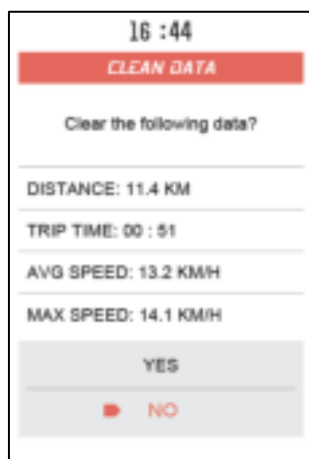 16 :44
CLEAN DATA
Clear the following data?
DISTANCE: 11.4 KM
TRIP TIME: 00 : 51
AVG SPEED: 13.2 KM/H
MAX SPEED: 14.1 KM/H
YES
NO